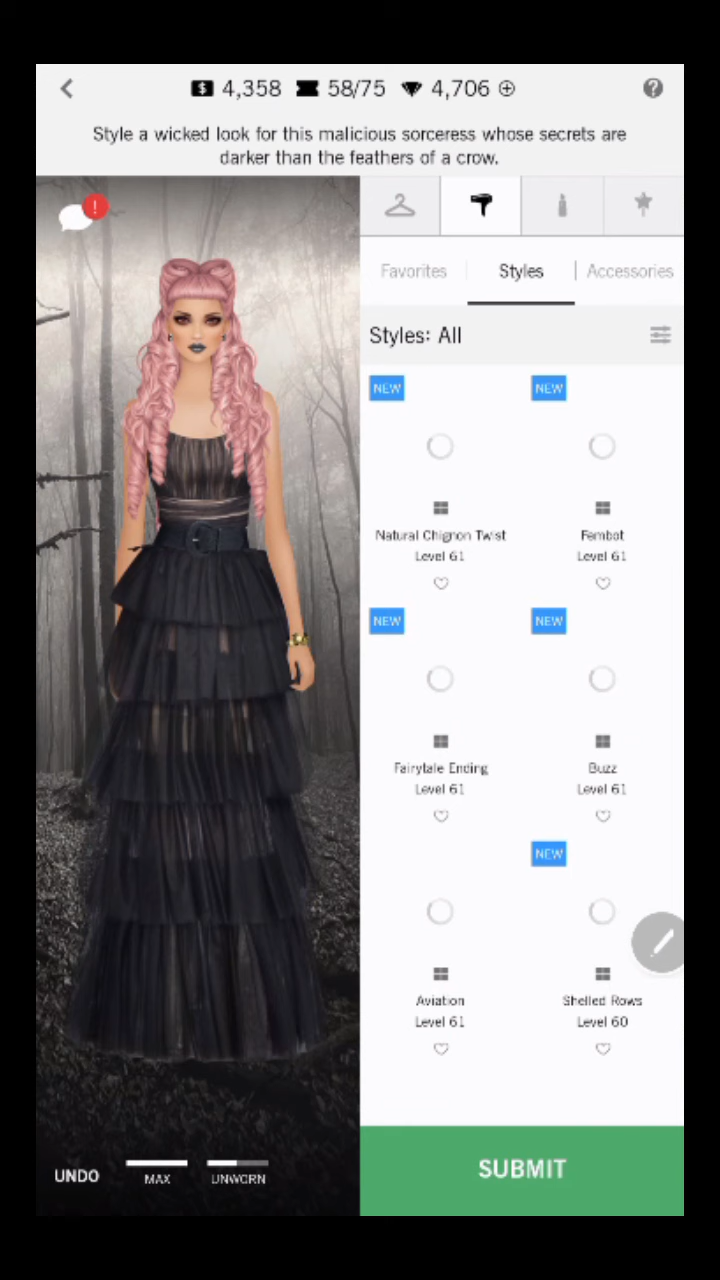 4,358 58/75 4,706
Style a wicked look for this malicious sorceress whose secrets are
darker than the feathers of a crow.
Favorites Styles Accessories
Styles: All
NEW NEW
Natural Chignon Twist Fembot
Level 61 Level 61
NEW NEW
Fairytale Ending Buzz
Level 61 Level 61
NEW
Aviation Shelled Rows
Level 61 Level 60
UNDO MAX UNWORN
SUBMIT